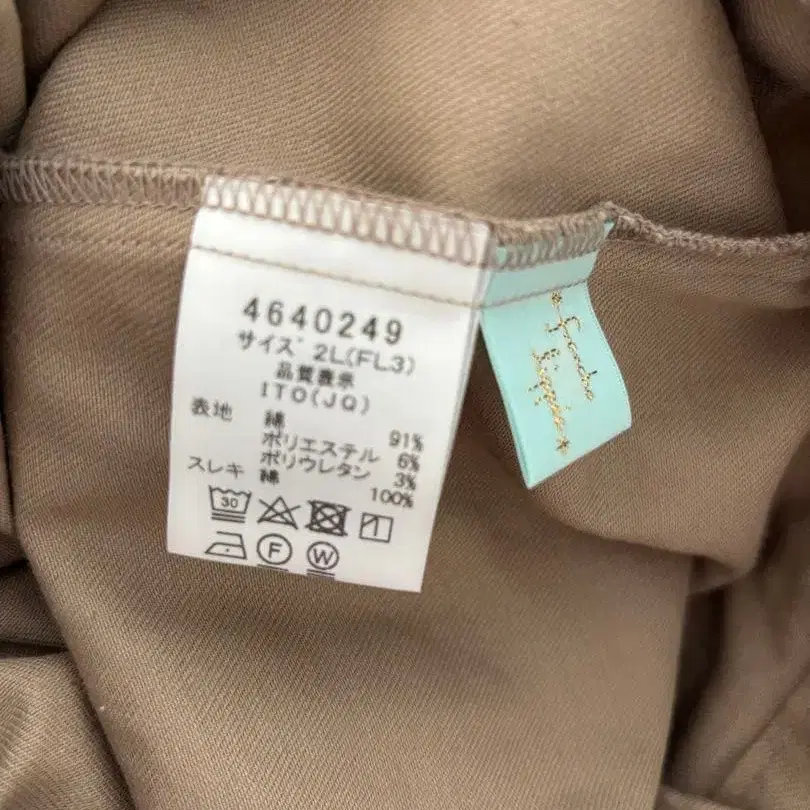 4640249
サイズ 2L(FL3)
品質表示
ITO(JQ)
表地 綿 91%
ポリエステル 6%
ポリウレタン 3%
スレキ 綿 100%
30
F W